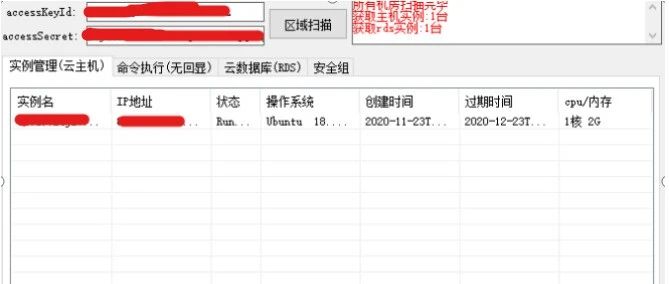 accessKeyId:
所有机房扫描完毕
获取主机实例:1台
区域扫描
获取rds实例:1台
accessSecret:
实例管理(云主机) 命令执行(无回显) 云数据库(RDS) 安全组
实例名 IP地址 状态 操作系统 创建时间 过期时间 cpu/内存
Run... Ubuntu 18.... 2020-11-23T... 2020-12-23T... 1核 2G